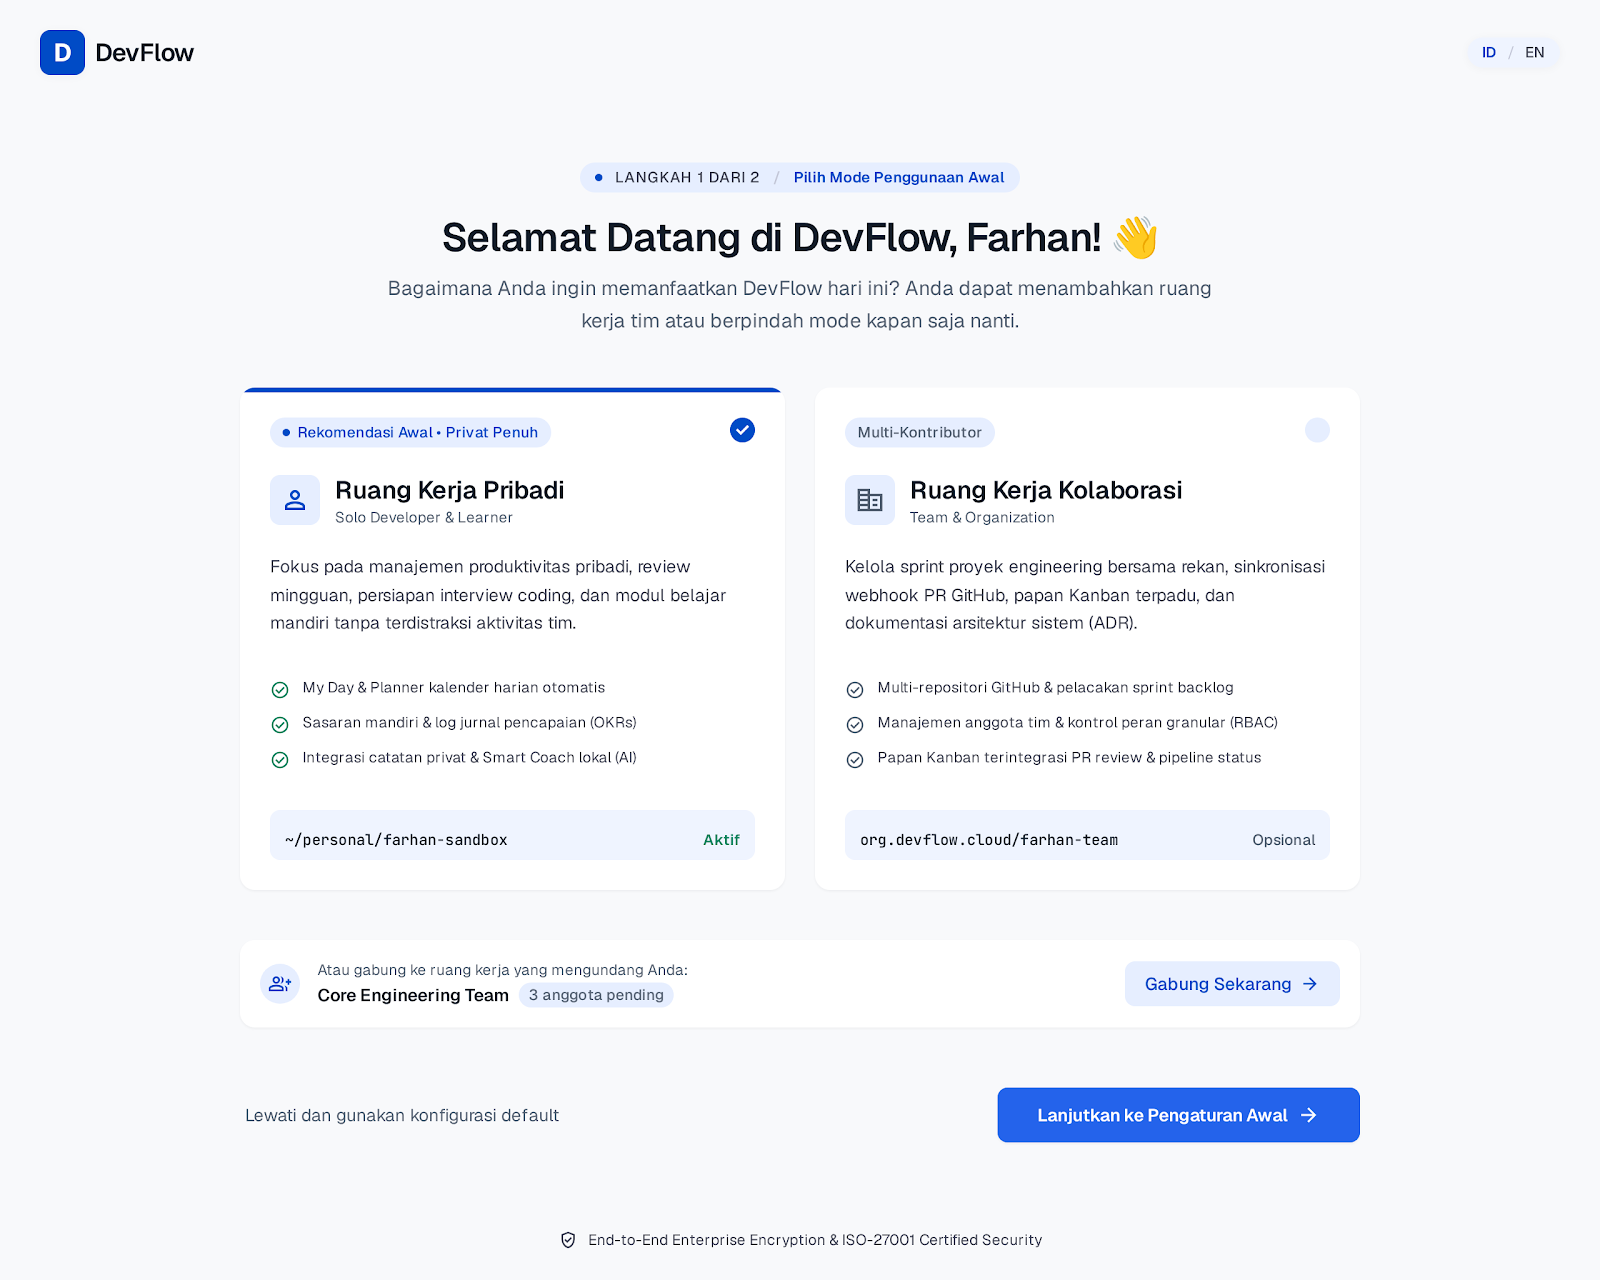 D DevFlow
ID / EN
LANGKAH 1 DARI 2 / Pilih Mode Penggunaan Awal
Selamat Datang di DevFlow, Farhan! 👋
Bagaimana Anda ingin memanfaatkan DevFlow hari ini? Anda dapat menambahkan ruang
kerja tim atau berpindah mode kapan saja nanti.
Rekomendasi Awal • Privat Penuh
Ruang Kerja Pribadi
Solo Developer & Learner
Fokus pada manajemen produktivitas pribadi, review
mingguan, persiapan interview coding, dan modul belajar
mandiri tanpa terdistraksi aktivitas tim.
My Day & Planner kalender harian otomatis
Sasaran mandiri & log jurnal pencapaian (OKRs)
Integrasi catatan privat & Smart Coach lokal (AI)
~/personal/farhan-sandbox
Aktif
Multi-Kontributor
Ruang Kerja Kolaborasi
Team & Organization
Kelola sprint proyek engineering bersama rekan, sinkronisasi
webhook PR GitHub, papan Kanban terpadu, dan
dokumentasi arsitektur sistem (ADR).
Multi-repositori GitHub & pelacakan sprint backlog
Manajemen anggota tim & kontrol peran granular (RBAC)
Papan Kanban terintegrasi PR review & pipeline status
org.devflow.cloud/farhan-team
Opsional
Atau gabung ke ruang kerja yang mengundang Anda:
Core Engineering Team 3 anggota pending
Gabung Sekarang →
Lewati dan gunakan konfigurasi default
Lanjutkan ke Pengaturan Awal →
End-to-End Enterprise Encryption & ISO-27001 Certified Security